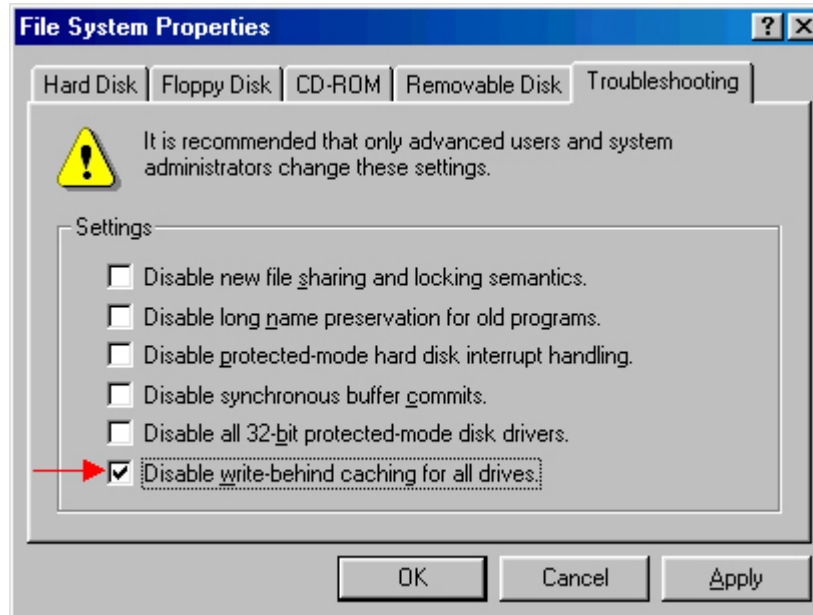 File System Properties
Hard Disk
Floppy Disk
CD-ROM
Removable Disk
Troubleshooting
It is recommended that only advanced users and system
administrators change these settings.
Settings
Disable new file sharing and locking semantics.
Disable long name preservation for old programs.
Disable protected-mode hard disk interrupt handling.
Disable synchronous buffer commits.
Disable all 32-bit protected-mode disk drivers.
Disable write-behind caching for all drives.
OK
Cancel
Apply